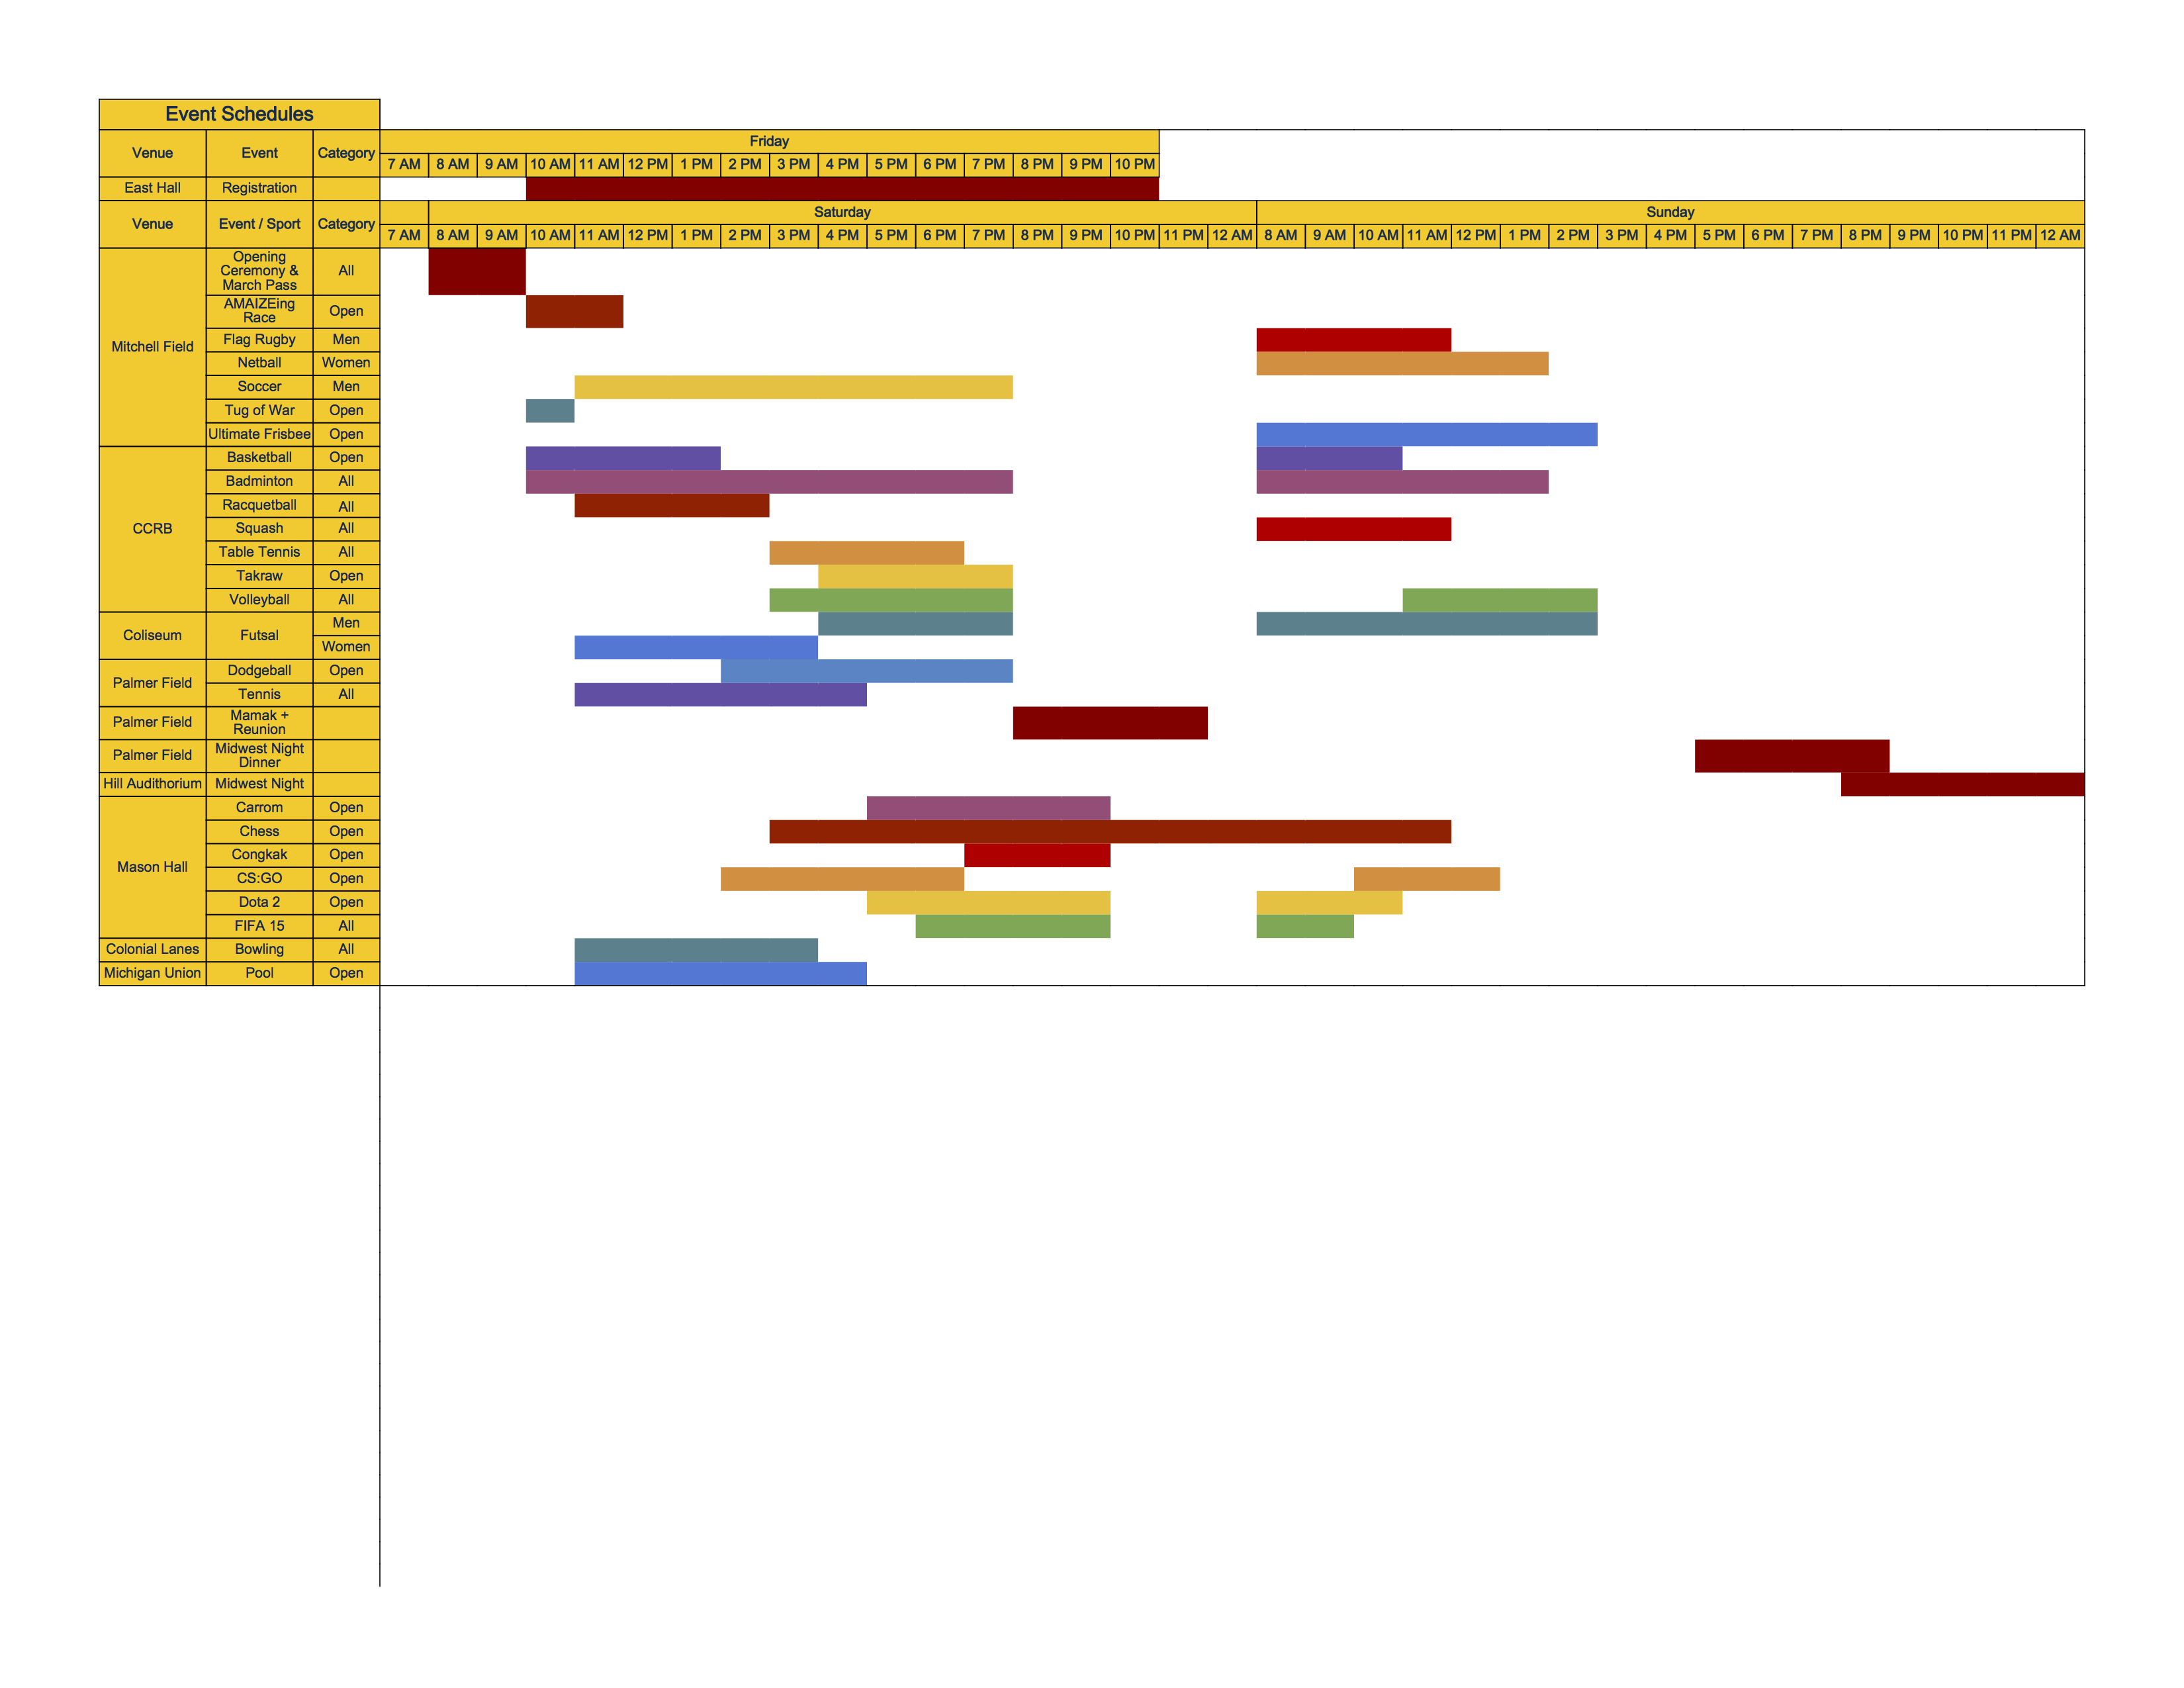 Event Schedules
Venue Event Category Friday
7 AM 8 AM 9 AM 10 AM 11 AM 12 PM 1 PM 2 PM 3 PM 4 PM 5 PM 6 PM 7 PM 8 PM 9 PM 10 PM
East Hall Registration
Venue Event / Sport Category Saturday Sunday
7 AM 8 AM 9 AM 10 AM 11 AM 12 PM 1 PM 2 PM 3 PM 4 PM 5 PM 6 PM 7 PM 8 PM 9 PM 10 PM 11 PM 12 AM 8 AM 9 AM 10 AM 11 AM 12 PM 1 PM 2 PM 3 PM 4 PM 5 PM 6 PM 7 PM 8 PM 9 PM 10 PM 11 PM 12 AM
Mitchell Field
Opening
Ceremony &
March Pass
All
AMAIZEing
Race
Open
Flag Rugby Men
Netball Women
Soccer Men
Tug of War Open
Ultimate Frisbee Open
CCRB
Basketball Open
Badminton All
Racquetball All
Squash All
Table Tennis All
Takraw Open
Volleyball All
Coliseum Futsal Men
Women
Palmer Field
Dodgeball Open
Tennis All
Palmer Field
Mamak +
Reunion
Palmer Field
Midwest Night
Dinner
Hill Audithorium Midwest Night
Mason Hall
Carrom Open
Chess Open
Congkak Open
CS:GO Open
Dota 2 Open
FIFA 15 All
Colonial Lanes Bowling All
Michigan Union Pool Open